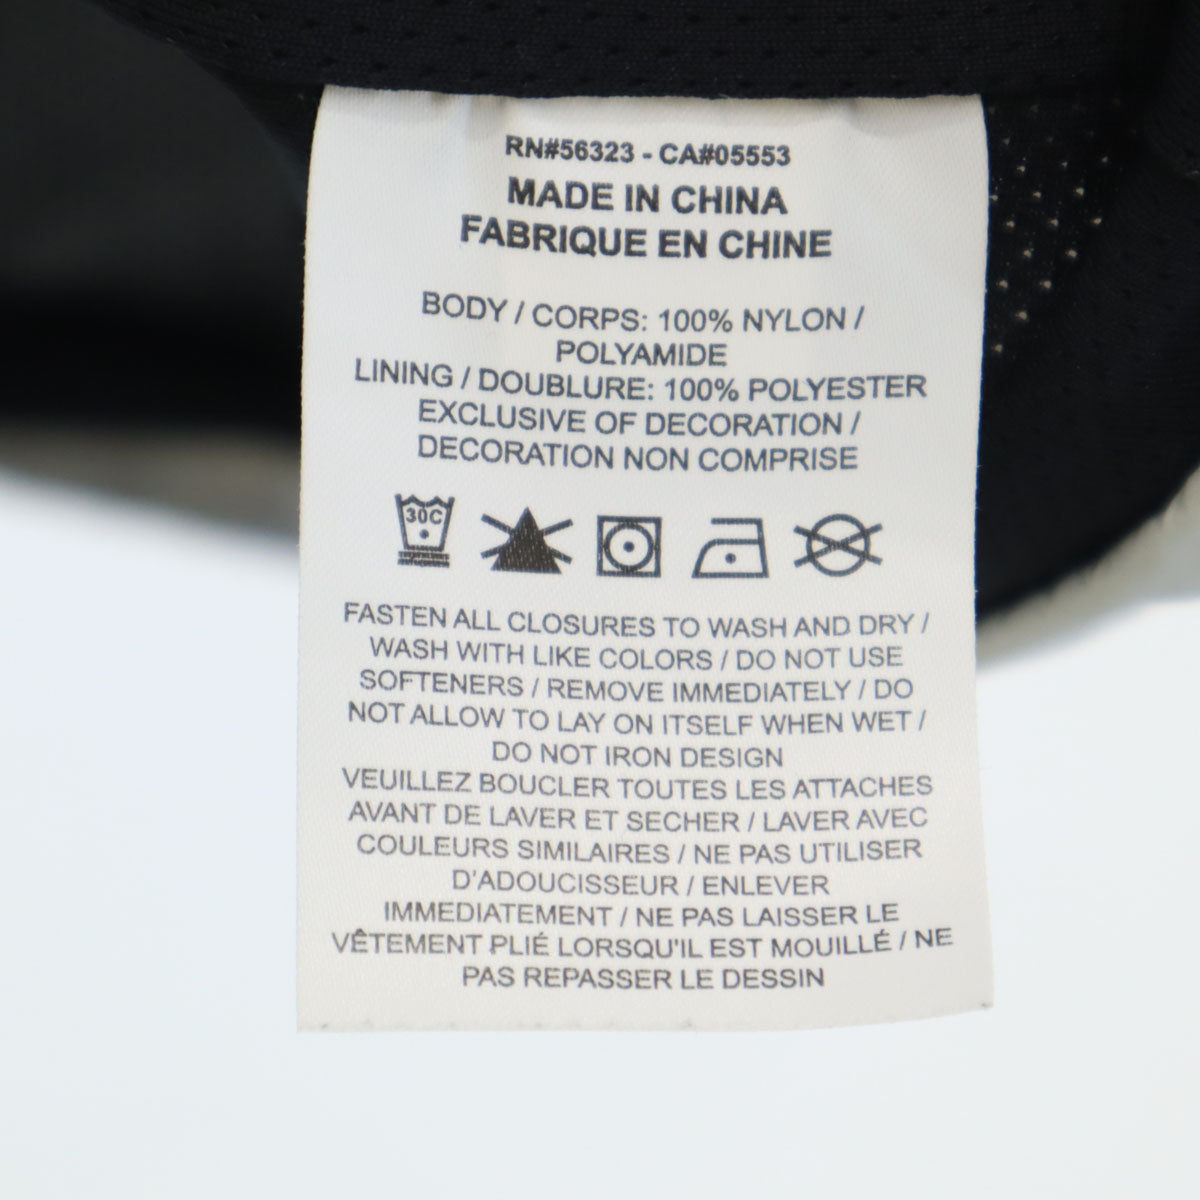 RN#56323 - CA#05553
MADE IN CHINA
FABRIQUE EN CHINE
BODY / CORPS: 100% NYLON /
POLYAMIDE
LINING / DOUBLURE: 100% POLYESTER
EXCLUSIVE OF DECORATION /
DECORATION NON COMPRISE
30C
FASTEN ALL CLOSURES TO WASH AND DRY /
WASH WITH LIKE COLORS / DO NOT USE
SOFTENERS / REMOVE IMMEDIATELY / DO
NOT ALLOW TO LAY ON ITSELF WHEN WET /
DO NOT IRON DESIGN
VEUILLEZ BOUCLER TOUTES LES ATTACHES
AVANT DE LAVER ET SECHER / LAVER AVEC
COULEURS SIMILAIRES / NE PAS UTILISER
D'ADOUCISSEUR / ENLEVER
IMMEDIATEMENT / NE PAS LAISSER LE
VÊTEMENT PLIÉ LORSQU'IL EST MOUILLÉ / NE
PAS REPASSER LE DESSIN